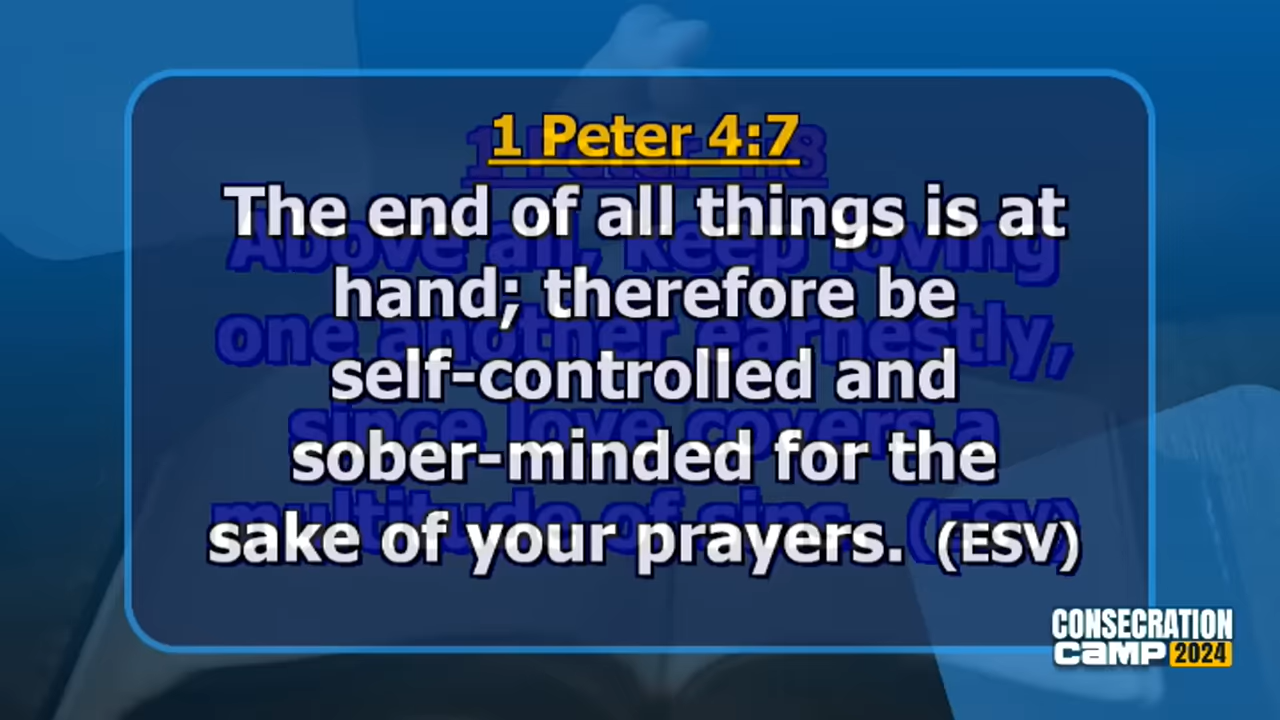 1 Peter 4:7
The end of all things is at
hand; therefore be
self-controlled and
sober-minded for the
sake of your prayers. (ESV)
1 Peter 4:8
Above all, keep loving
one another earnestly,
since love covers a
multitude of sins. (ESV)
CONSECRATION
CAMP 2024